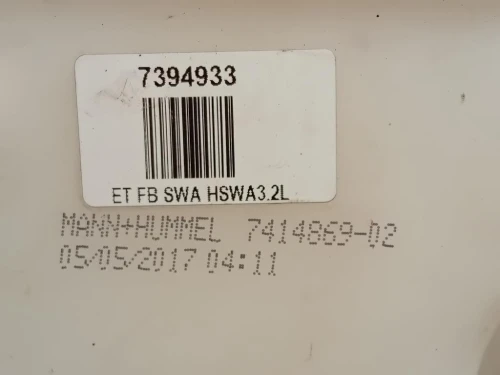 7394933
ET FB SWA HSWA3.2L
MANN+HUMMEL 7414869-02
05/05/2017 04:11